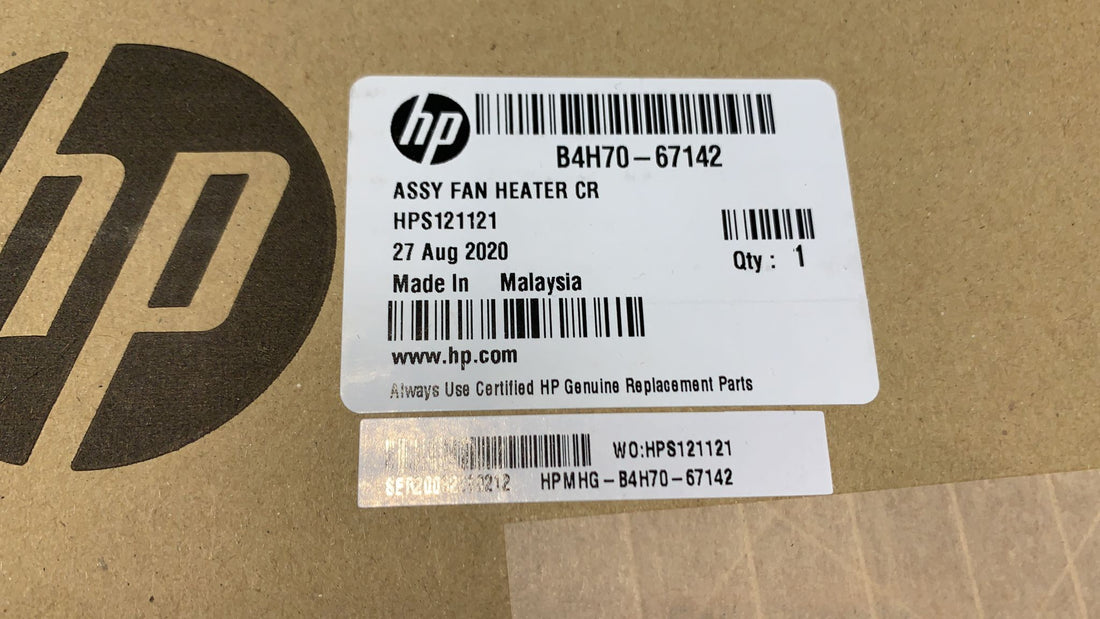 hp
hp
B4H70-67142
ASSY FAN HEATER CR
HPS121121
27 Aug 2020
Qty : 1
Made In Malaysia
www.hp.com
Always Use Certified HP Genuine Replacement Parts
WO:HPS121121
HPMHG-B4H70-67142